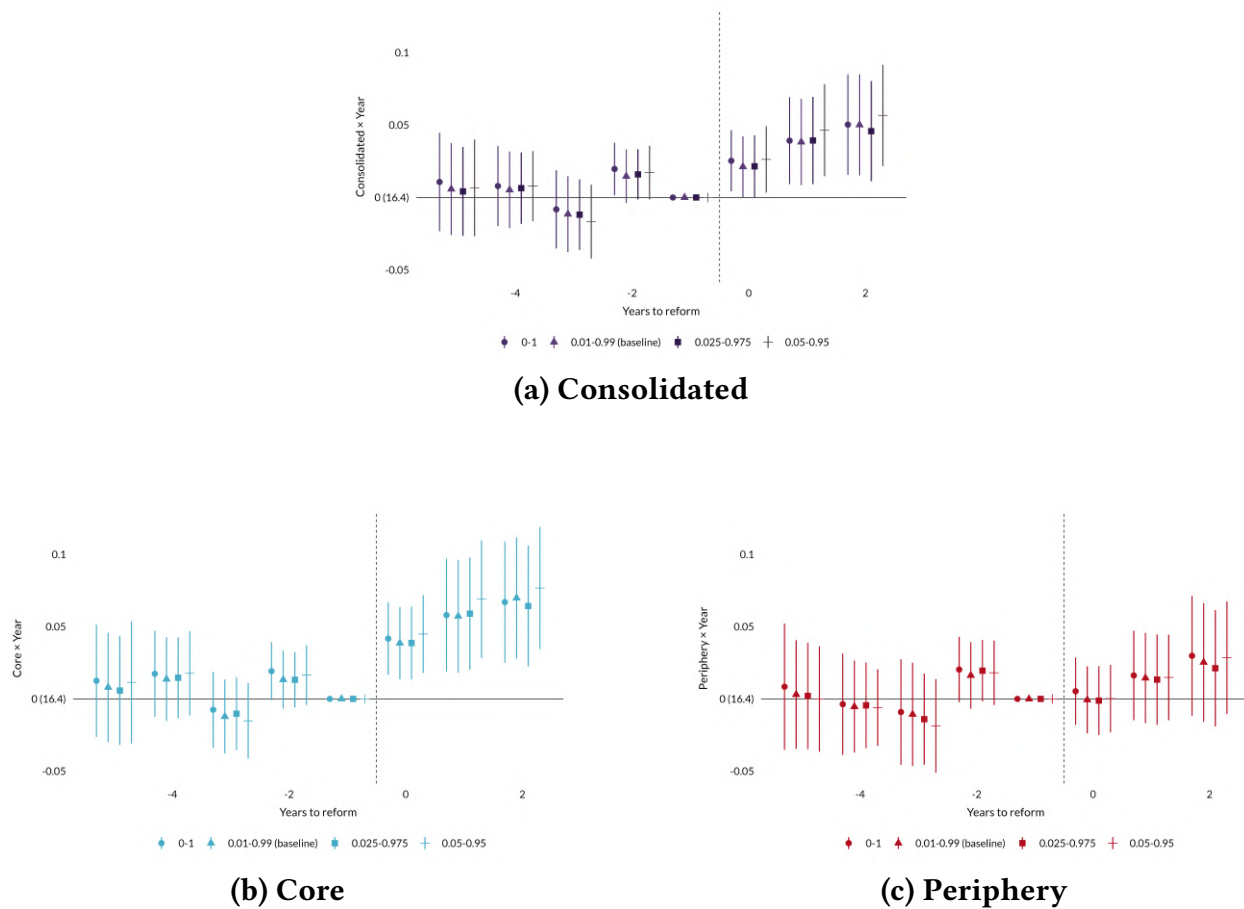 0.1
Consolidated × Year
0.05
0 (16.4)
-0.05
-4 -2 0 2
Years to reform
0-1 0.01-0.99 (baseline) 0.025-0.975 0.05-0.95
(a) Consolidated
0.1
Core × Year
0.05
0 (16.4)
-0.05
-4 -2 0 2
Years to reform
0-1 0.01-0.99 (baseline) 0.025-0.975 0.05-0.95
(b) Core
0.1
Periphery × Year
0.05
0 (16.4)
-0.05
-4 -2 0 2
Years to reform
0-1 0.01-0.99 (baseline) 0.025-0.975 0.05-0.95
(c) Periphery